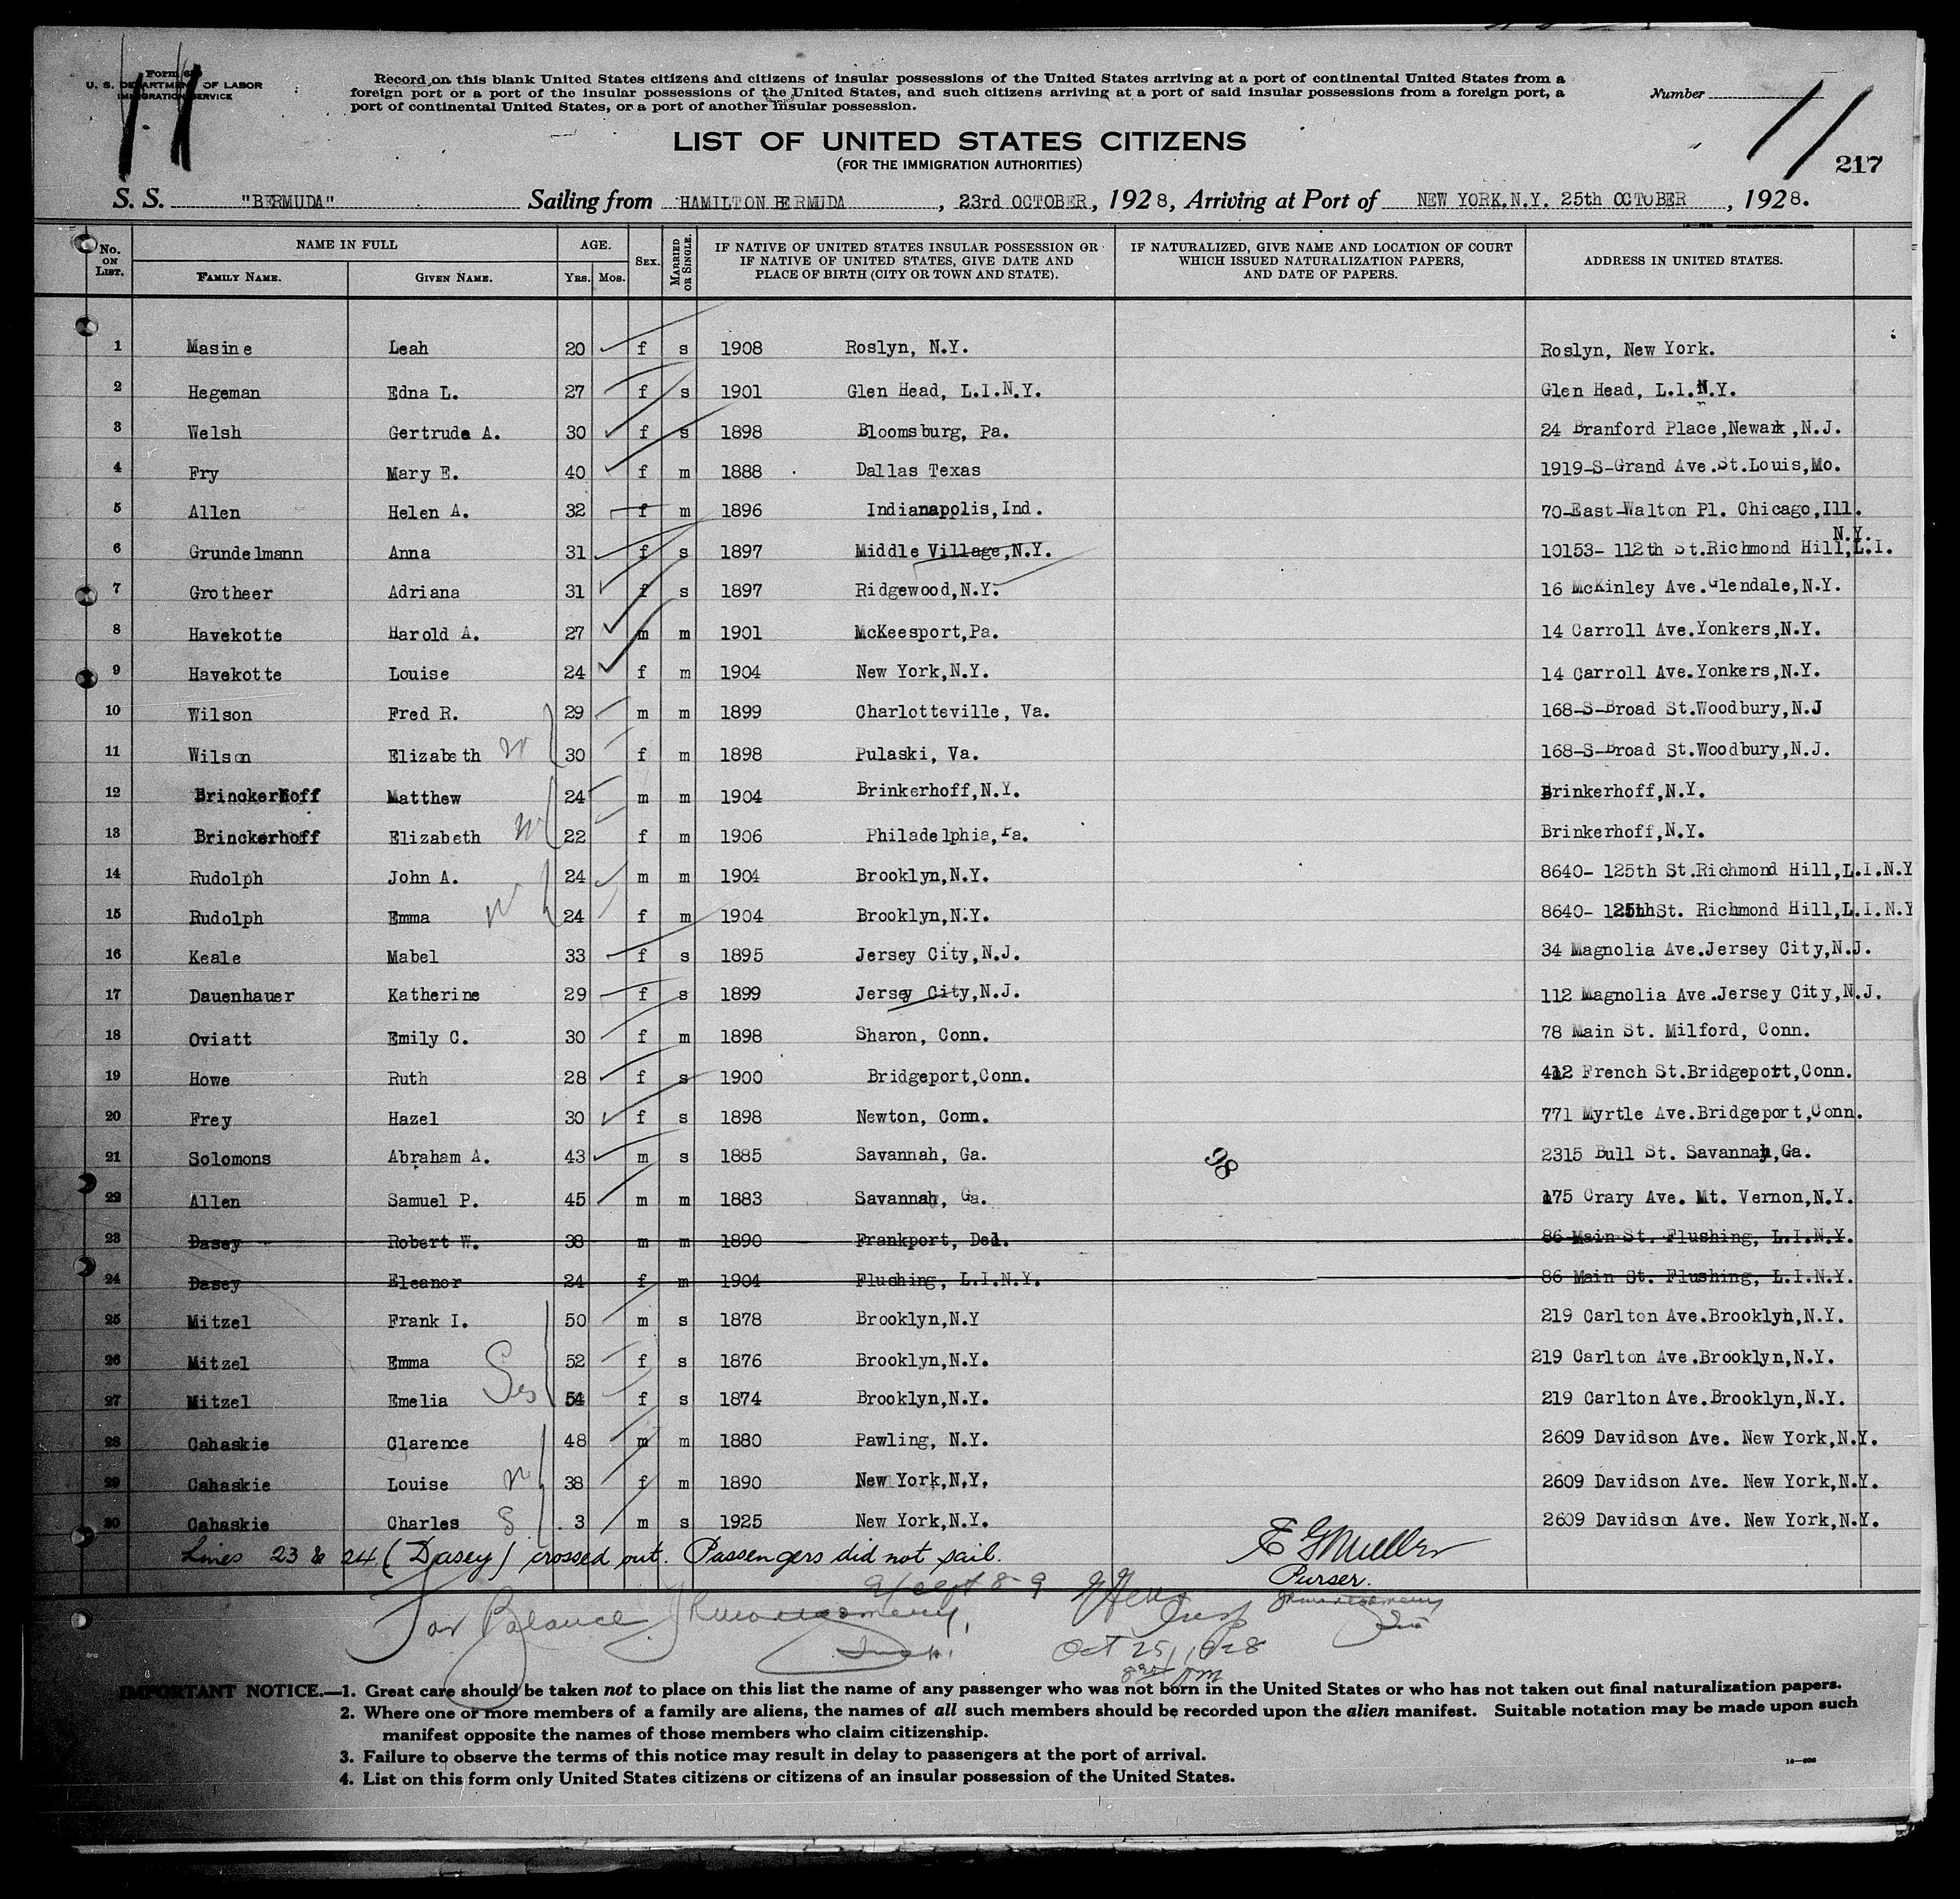 Form 6
U. S. DEPARTMENT OF LABOR
IMMIGRATION SERVICE
Record on this blank United States citizens and citizens of insular possessions of the United States arriving at a port of continental United States from a
foreign port or a port of the insular possessions of the United States, and such citizens arriving at a port of said insular possessions from a foreign port, a
port of continental United States, or a port of another insular possession.
Number
11
217
LIST OF UNITED STATES CITIZENS
(FOR THE IMMIGRATION AUTHORITIES)
S. S. "BERMUDA" Sailing from HAMILTON BERMUDA, 23rd OCTOBER, 1928, Arriving at Port of NEW YORK.N.Y. 25th OCTOBER, 1928.
No. ON LIST. NAME IN FULL FAMILY NAME. GIVEN NAME. AGE. YRS. MOS. SEX. MARRIED OR SINGLE. IF NATIVE OF UNITED STATES INSULAR POSSESSION OR IF NATIVE OF UNITED STATES, GIVE DATE AND PLACE OF BIRTH (CITY OR TOWN AND STATE). IF NATURALIZED, GIVE NAME AND LOCATION OF COURT WHICH ISSUED NATURALIZATION PAPERS, AND DATE OF PAPERS. ADDRESS IN UNITED STATES.
1 Masine Leah 20 f s 1908 Roslyn, N.Y. Roslyn, New York.
2 Hegeman Edna L. 27 f s 1901 Glen Head, L.I.N.Y. Glen Head, L.I.N.Y.
3 Welsh Gertrude A. 30 f s 1898 Bloomsburg, Pa. 24 Branford Place,Newark,N.J.
4 Fry Mary E. 40 f m 1888 Dallas Texas 1919-S-Grand Ave.St.Louis,Mo.
5 Allen Helen A. 32 f m 1896 Indianapolis,Ind. 70-East-Walton Pl. Chicago,Ill.
6 Grundelmann Anna 31 f s 1897 Middle Village,N.Y. 10153- 112th St.Richmond Hill,L.I. N.Y.
7 Grotheer Adriana 31 f s 1897 Ridgewood,N.Y. 16 McKinley Ave.Glendale,N.Y.
8 Havekotte Harold A. 27 m m 1901 McKeesport,Pa. 14 Carroll Ave.Yonkers,N.Y.
9 Havekotte Louise 24 f m 1904 New York,N.Y. 14 Carroll Ave.Yonkers,N.Y.
10 Wilson Fred R. 29 m m 1899 Charlotteville, Va. 168-S-Broad St.Woodbury,N.J
11 Wilson Elizabeth 30 f m 1898 Pulaski, Va. 168-S-Broad St.Woodbury,N.J.
12 Brinckerhoff Matthew 24 m m 1904 Brinkerhoff,N.Y. Brinkerhoff,N.Y.
13 Brinckerhoff Elizabeth 22 f m 1906 Philadelphia,Pa. Brinkerhoff,N.Y.
14 Rudolph John A. 24 m m 1904 Brooklyn,N.Y. 8640- 125th St.Richmond Hill,L.I.N.Y
15 Rudolph Emma 24 f m 1904 Brooklyn,N.Y. 8640- 125th St. Richmond Hill,L.I.N.Y
16 Keale Mabel 33 f s 1895 Jersey City,N.J. 34 Magnolia Ave.Jersey City,N.J.
17 Dauenhauer Katherine 29 f s 1899 Jersey City,N.J. 112 Magnolia Ave.Jersey City,N.J.
18 Oviatt Emily C. 30 f m 1898 Sharon, Conn. 78 Main St. Milford, Conn.
19 Howe Ruth 28 f s 1900 Bridgeport,Conn. 412 French St.Bridgeport,Conn.
20 Frey Hazel 30 f s 1898 Newton, Conn. 771 Myrtle Ave.Bridgeport,Conn.
21 Solomons Abraham A. 43 m s 1885 Savannah, Ga. 98 2315 Bull St. Savannah,Ga.
22 Allen Samuel P. 45 m m 1883 Savannah, Ga. 175 Crary Ave. Mt. Vernon,N.Y.
23 Dasey Robert W. 38 m m 1890 Frankport, Del. 86 Main St. Flushing, L.I.N.Y.
24 Dasey Eleanor 24 f m 1904 Flushing, L.I.N.Y. 86 Main St. Flushing, L.I.N.Y.
25 Mitzel Frank I. 50 m s 1878 Brooklyn,N.Y 219 Carlton Ave.Brooklyn,N.Y.
26 Mitzel Emma 52 f s 1876 Brooklyn,N.Y. 219 Carlton Ave.Brooklyn,N.Y.
27 Mitzel Emelia 54 f s 1874 Brooklyn,N.Y. 219 Carlton Ave.Brooklyn,N.Y.
28 Cahaskie Clarence 48 m m 1880 Pawling, N.Y. 2609 Davidson Ave. New York,N.Y.
29 Cahaskie Louise 38 f m 1890 New York,N.Y. 2609 Davidson Ave. New York,N.Y.
30 Cahaskie Charles 3 m s 1925 New York,N.Y. 2609 Davidson Ave. New York,N.Y.
Lines 23 & 24 (Dasey) crossed out. Passengers did not sail. E G Mueller
Purser.
8-9
For Balance
Oct 25, 1928
IMPORTANT NOTICE.—1. Great care should be taken not to place on this list the name of any passenger who was not born in the United States or who has not taken out final naturalization papers.
2. Where one or more members of a family are aliens, the names of all such members should be recorded upon the alien manifest. Suitable notation may be made upon such
manifest opposite the names of those members who claim citizenship.
3. Failure to observe the terms of this notice may result in delay to passengers at the port of arrival.
4. List on this form only United States citizens or citizens of an insular possession of the United States.